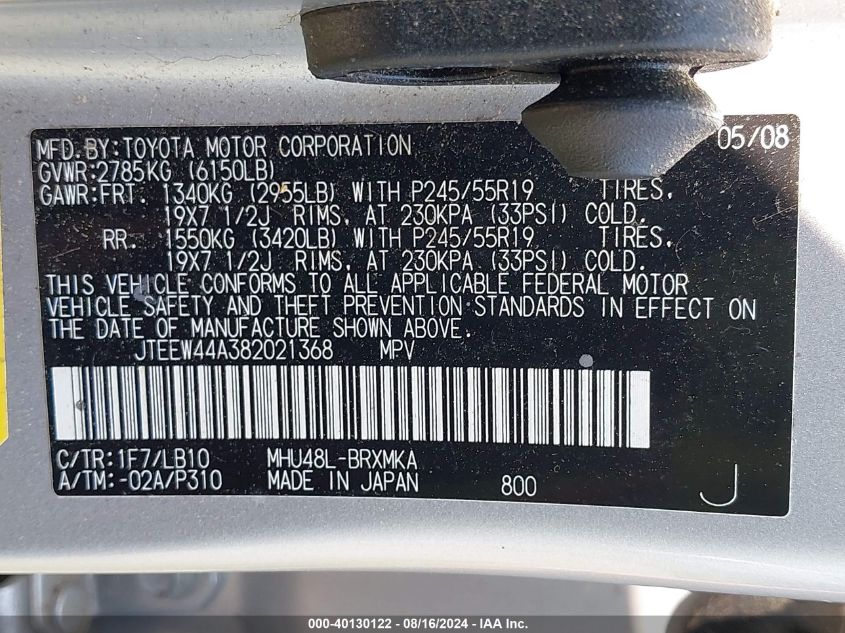 MFD.BY:TOYOTA MOTOR CORPORATION 05/08
GVWR:2785KG (6150LB)
GAWR:FRT. 1340KG (2955LB) WITH P245/55R19 TIRES,
19X7 1/2J RIMS, AT 230KPA (33PSI) COLD.
RR. 1550KG (3420LB) WITH P245/55R19 TIRES,
19X7 1/2J RIMS, AT 230KPA (33PSI) COLD.
THIS VEHICLE CONFORMS TO ALL APPLICABLE FEDERAL MOTOR
VEHICLE SAFETY AND THEFT PREVENTION STANDARDS IN EFFECT ON
THE DATE OF MANUFACTURE SHOWN ABOVE.
JTEEW44A382021368 MPV
C/TR:1F7/LB10 MHU48L-BRXMKA
A/TM:-02A/P310 MADE IN JAPAN 800 J
000-40130122 - 08/16/2024 - IAA Inc.